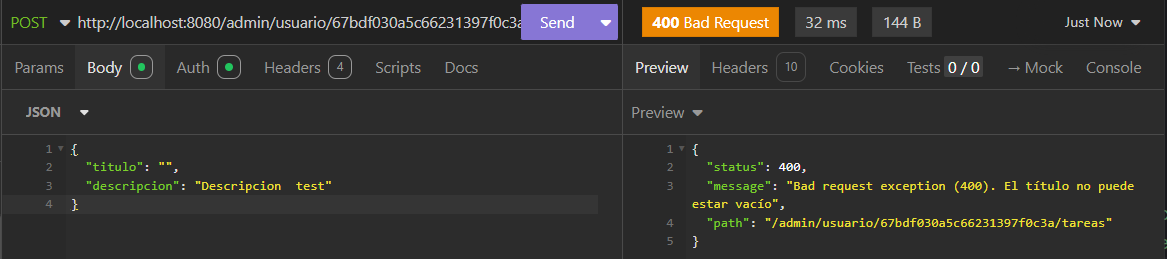 POST http://localhost:8080/admin/usuario/67bdf030a5c66231397f0c3a Send 400 Bad Request 32 ms 144 B Just Now
Params Body Auth Headers 4 Scripts Docs
Preview Headers 10 Cookies Tests 0 / 0 → Mock Console
JSON
Preview
1 {
2 "titulo": "",
3 "descripcion": "Descripcion  test"
4 }
1 {
2 "status": 400,
3 "message": "Bad request exception (400). El título no puede
estar vacío",
4 "path": "/admin/usuario/67bdf030a5c66231397f0c3a/tareas"
5 }